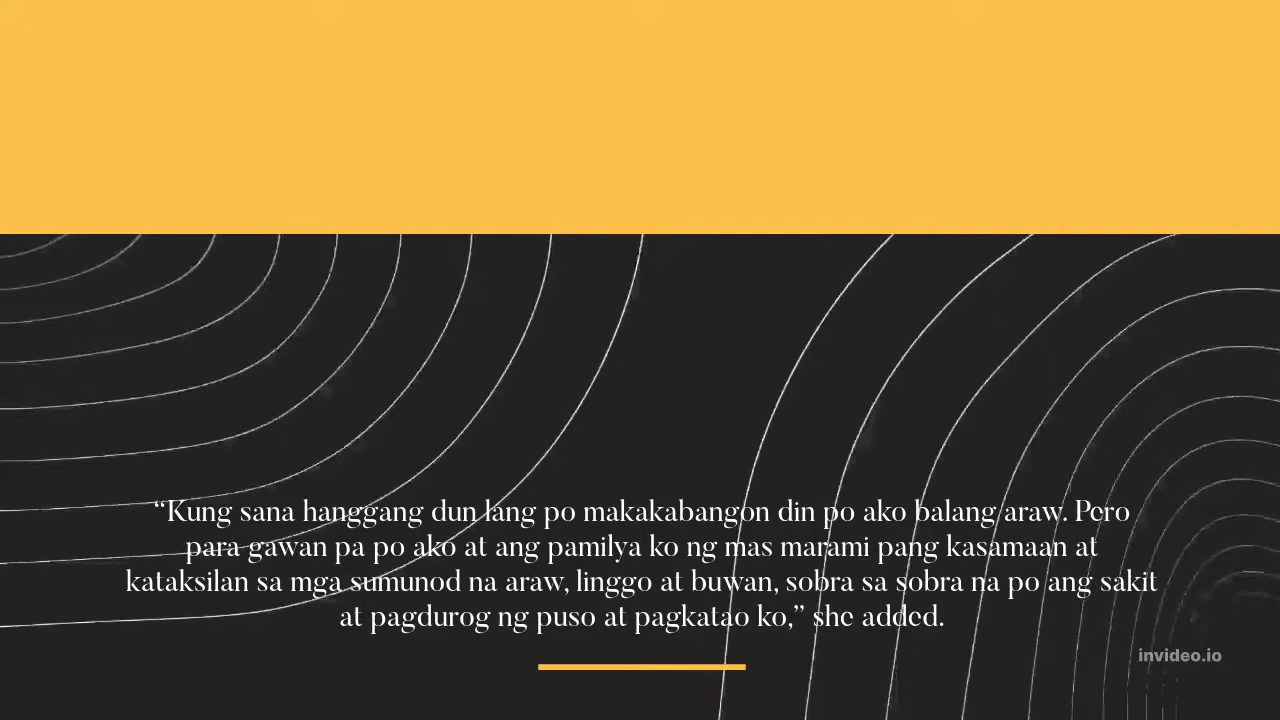 “Kung sana hanggang dun lang po makakabangon din po ako balang araw. Pero
para gawan pa po ako at ang pamilya ko ng mas marami pang kasamaan at
kataksilan sa mga sumunod na araw, linggo at buwan, sobra sa sobra na po ang sakit
at pagdurog ng puso at pagkatao ko,” she added.
invideo.io